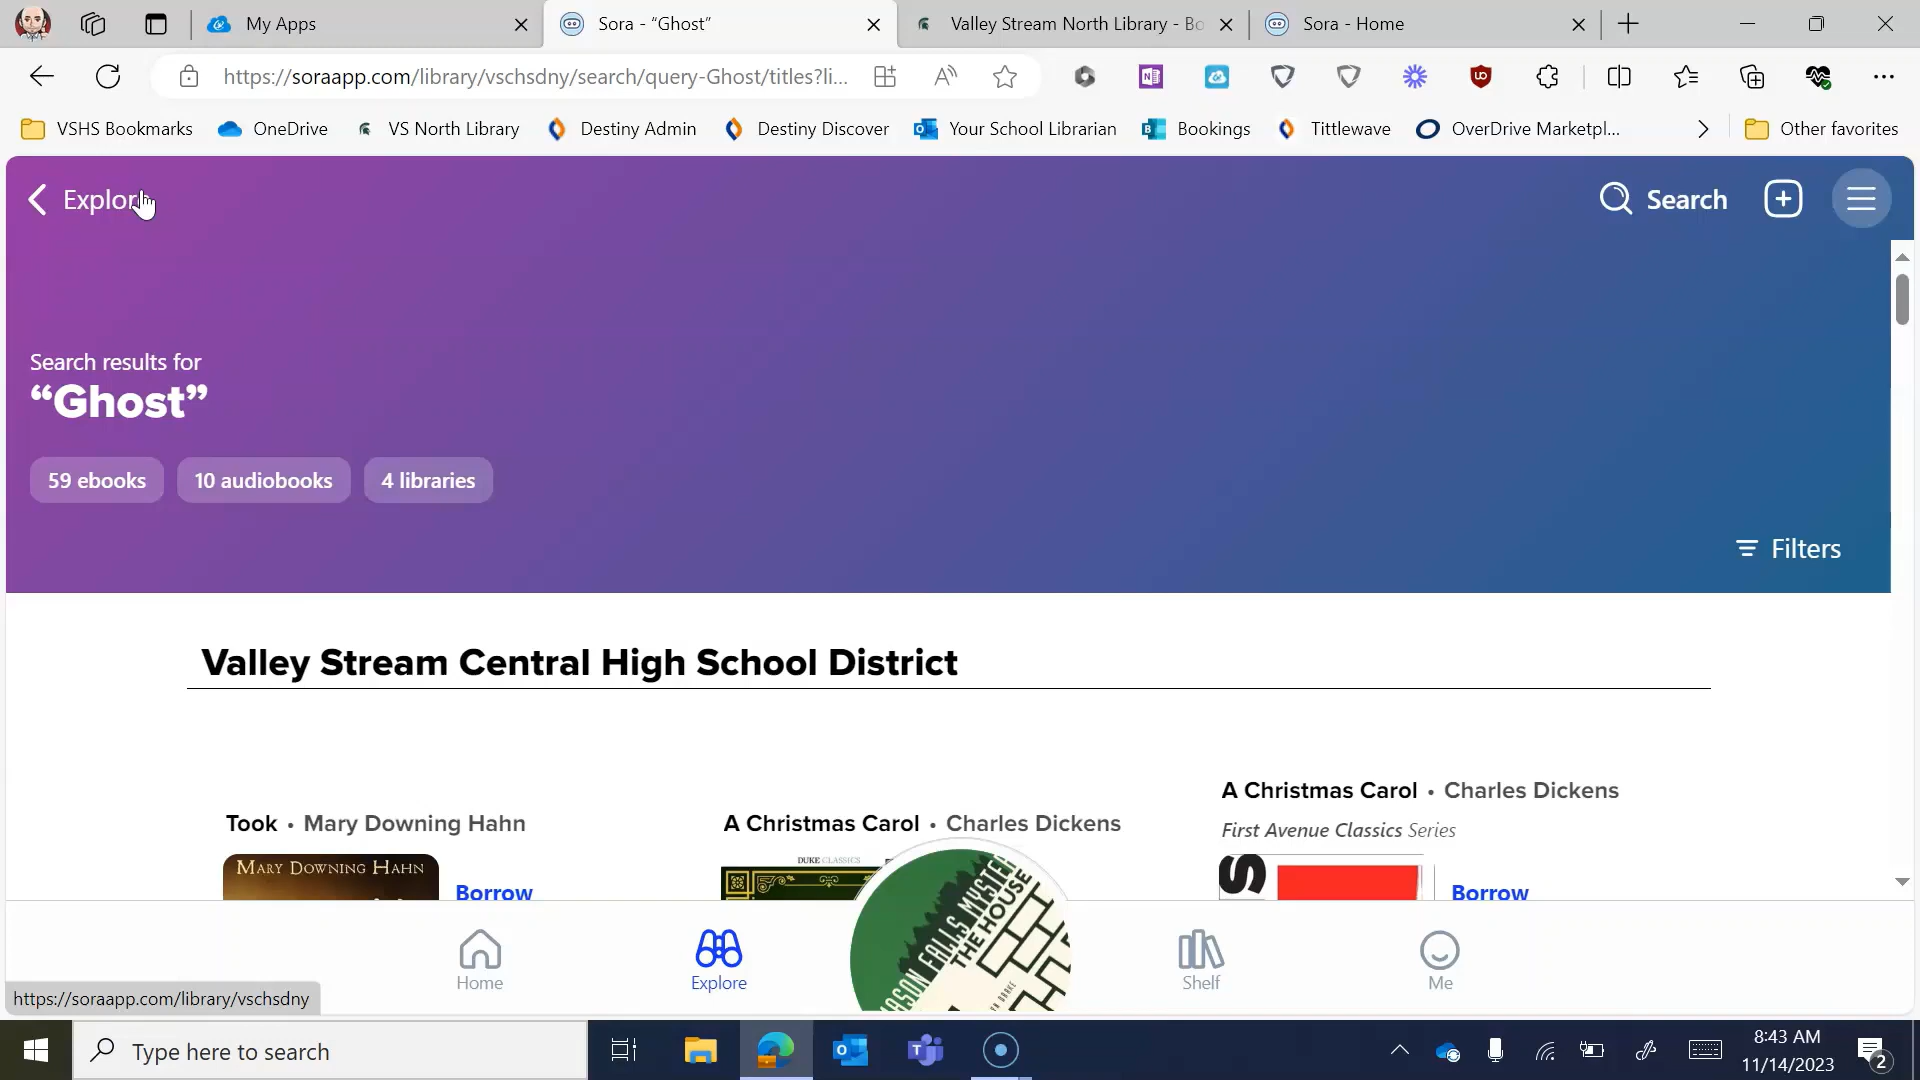 My Apps
Sora - “Ghost”
Valley Stream North Library - Bo
Sora - Home
https://soraapp.com/library/vschsdny/search/query-Ghost/titles?li...
VSHS Bookmarks
OneDrive
VS North Library
Destiny Admin
Destiny Discover
Your School Librarian
Bookings
Tittlewave
OverDrive Marketpl...
Other favorites
Explor
Search
Search results for
“Ghost”
59 ebooks
10 audiobooks
4 libraries
Filters
Valley Stream Central High School District
A Christmas Carol • Charles Dickens
Took • Mary Downing Hahn
A Christmas Carol • Charles Dickens
First Avenue Classics Series
MARY DOWNING HAHN
DUKE CLASSICS
Borrow
Borrow
THE HOUSE
Home
Explore
Shelf
Me
https://soraapp.com/library/vschsdny
Type here to search
8:43 AM
11/14/2023
2